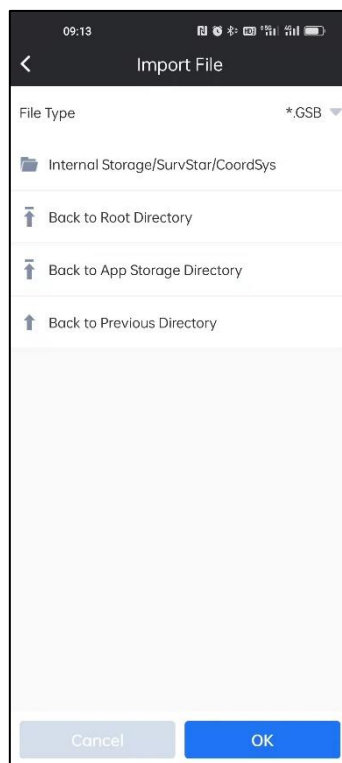 09:13
Import File
File Type *.GSB
Internal Storage/SurvStar/CoordSys
Back to Root Directory
Back to App Storage Directory
Back to Previous Directory
Cancel OK